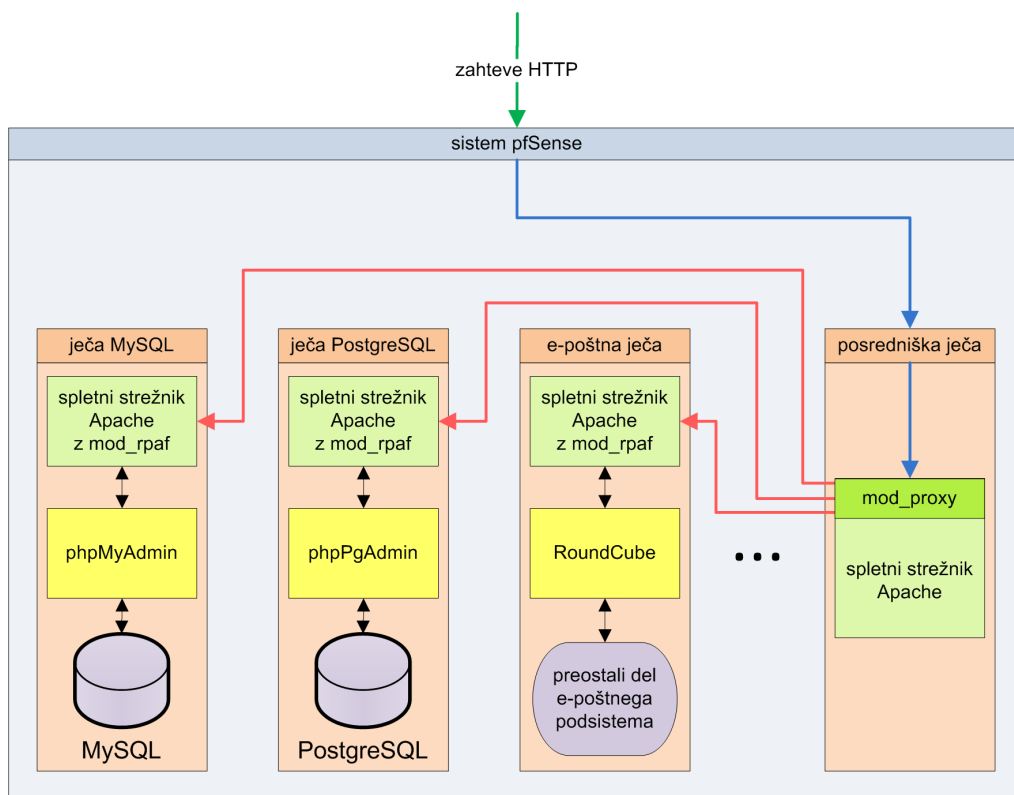 zahteve HTTP
sistem pfSense
ječa MySQL
spletni strežnik
Apache
z mod_rpaf
phpMyAdmin
MySQL
ječa PostgreSQL
spletni strežnik
Apache
z mod_rpaf
phpPgAdmin
PostgreSQL
e-poštna ječa
spletni strežnik
Apache
z mod_rpaf
RoundCube
preostali del
e-poštnega
podsistema
...
posredniška ječa
mod_proxy
spletni strežnik
Apache